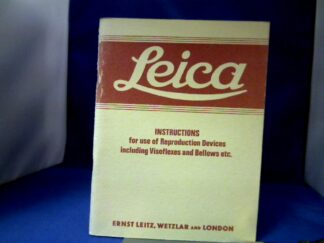 Leica
INSTRUCTIONS
for use of Reproduction Devices
including Visoflexes and Bellows etc.
ERNST LEITZ, WETZLAR AND LONDON